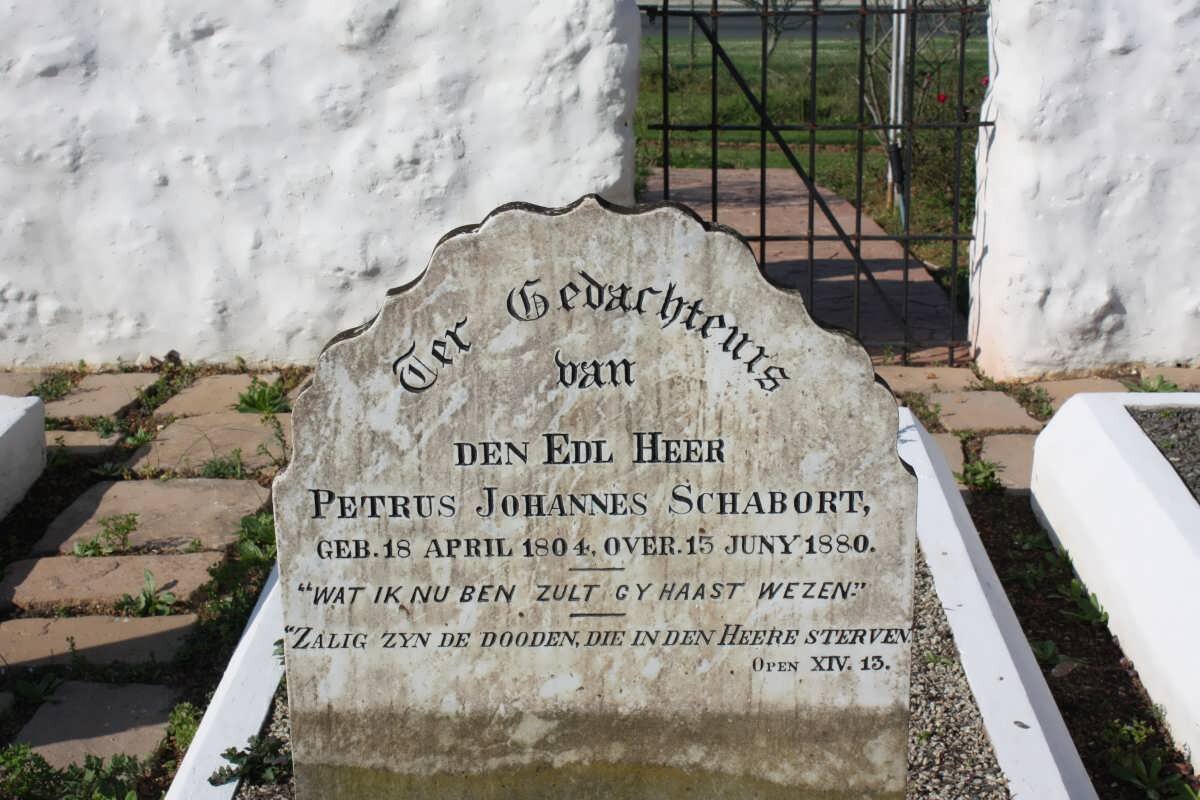 Ter Gedachtenis
van
DEN EDL HEER
PETRUS JOHANNES SCHABORT,
GEB. 18 APRIL 1804, OVER. 13 JUNY 1880.
"WAT IK NU BEN ZULT GY HAAST WEZEN."
"ZALIG ZYN DE DOODEN, DIE IN DEN HEERE STERVEN
OPEN XIV. 13.